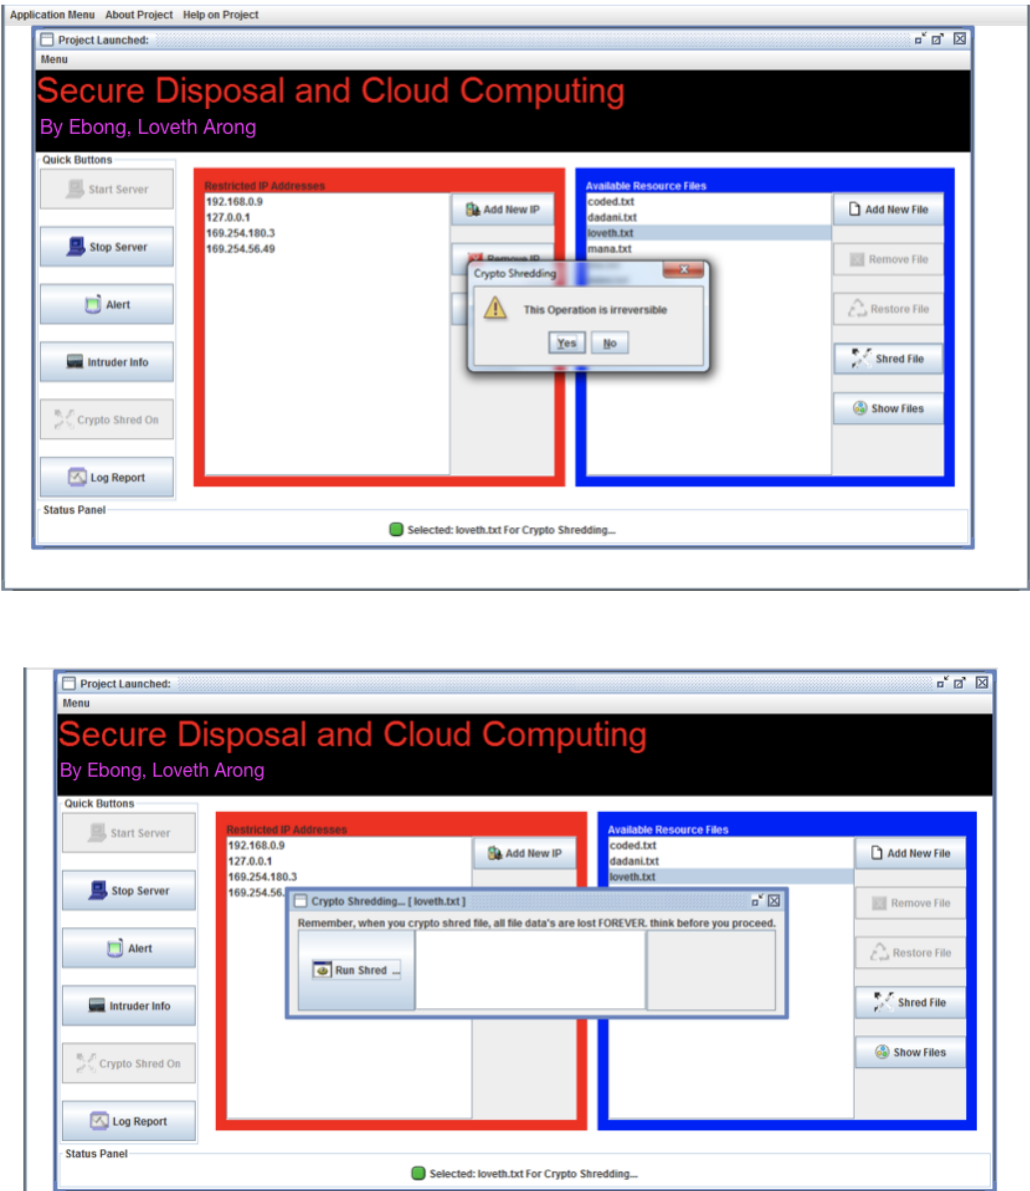 Application Menu About Project Help on Project
Project Launched:
Menu
Secure Disposal and Cloud Computing
By Ebong, Loveth Arong
Quick Buttons
Start Server
Stop Server
Alert
Intruder Info
Crypto Shred On
Log Report
Restricted IP Addresses
192.168.0.9
127.0.0.1
169.254.180.3
169.254.56.49
Add New IP
Remove IP
Available Resource Files
coded.txt
dadani.txt
loveth.txt
mana.txt
Add New File
Remove File
Restore File
Shred File
Show Files
Crypto Shredding
This Operation is irreversible
Yes No
Status Panel
Selected: loveth.txt For Crypto Shredding...
Project Launched:
Menu
Secure Disposal and Cloud Computing
By Ebong, Loveth Arong
Quick Buttons
Start Server
Stop Server
Alert
Intruder Info
Crypto Shred On
Log Report
Restricted IP Addresses
192.168.0.9
127.0.0.1
169.254.180.3
169.254.56.
Add New IP
Available Resource Files
coded.txt
dadani.txt
loveth.txt
Add New File
Remove File
Restore File
Shred File
Show Files
Crypto Shredding... [ loveth.txt ]
Remember, when you crypto shred file, all file data's are lost FOREVER. think before you proceed.
Run Shred ...
Status Panel
Selected: loveth.txt For Crypto Shredding...